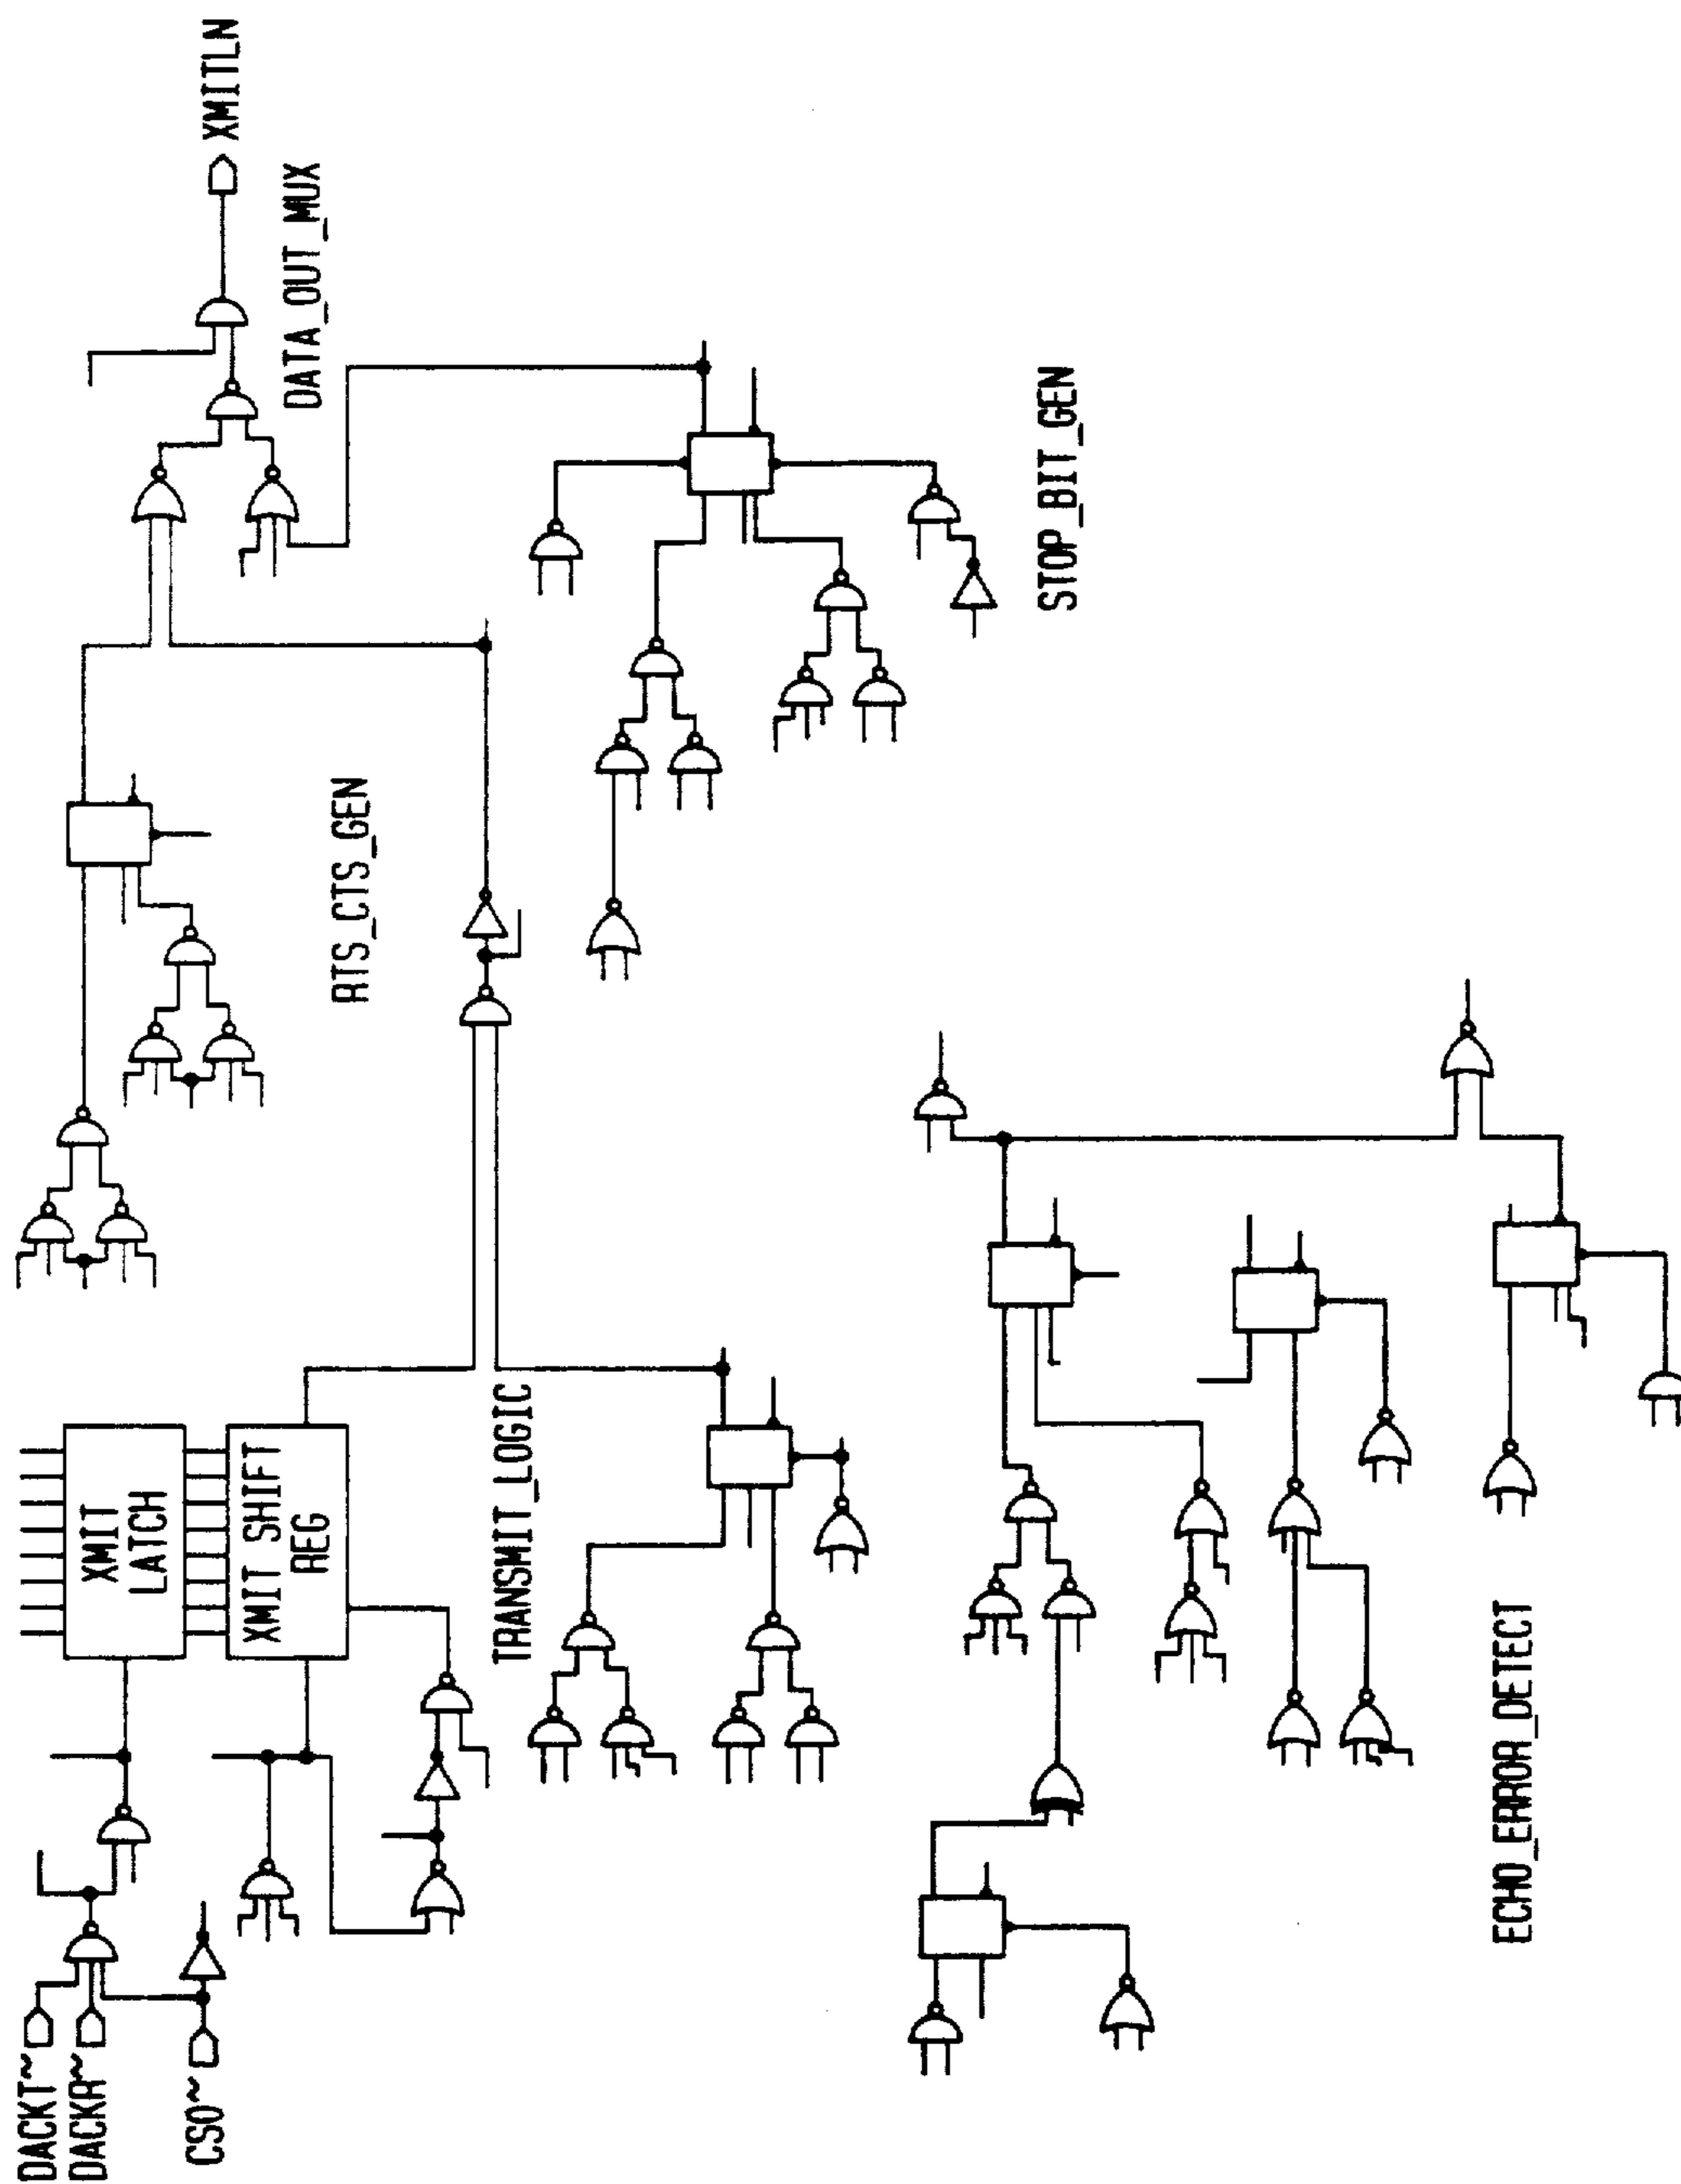 DACKT~
DACKR~
CS0~
XMIT
LATCH
XMIT SHIFT
REG
TRANSMIT_LOGIC
RTS_CTS_GEN
XMITLN
DATA_OUT_MUX
STOP_BIT_GEN
ECHO_ERROR_DETECT